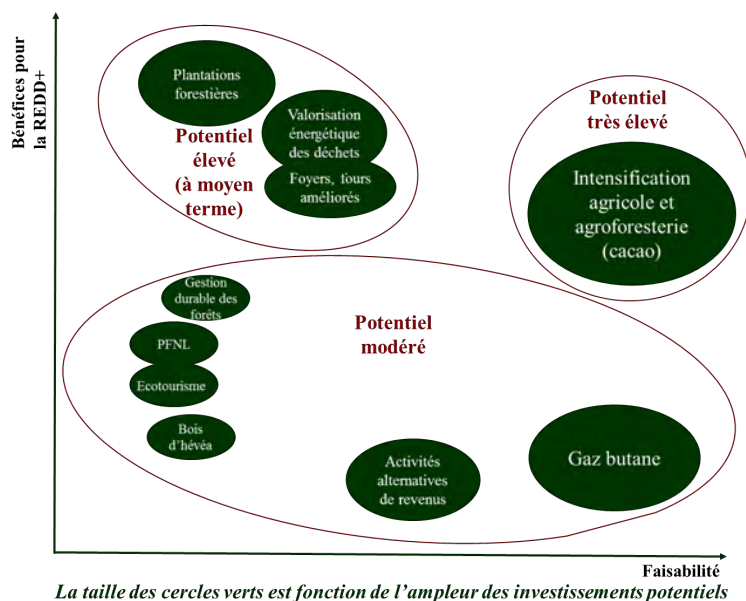 Bénéfices pour
la REDD+
Plantations
forestières
Valorisation
énergétique
des déchets
Potentiel
élevé
(à moyen
terme)
Foyers, fours
améliorés
Potentiel
très élevé
Intensification
agricole et
agroforesterie
(cacao)
Gestion
durable des
forêts
PFNL
Ecotourisme
Bois
d'hévéa
Potentiel
modéré
Activités
alternatives
de revenus
Gaz butane
Faisabilité
La taille des cercles verts est fonction de l'ampleur des investissements potentiels